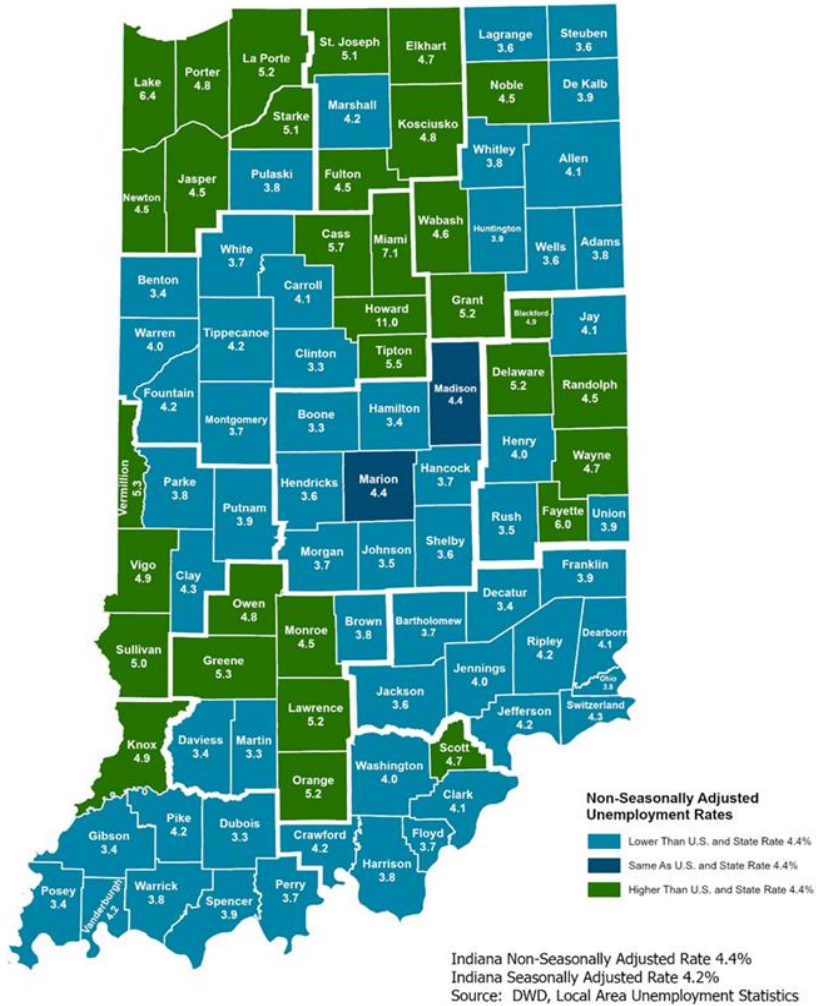 St. Joseph
5.1
Elkhart
4.7
Lagrange
3.6
Steuben
3.6
Lake
6.4
Porter
4.8
La Porte
5.2
Noble
4.5
De Kalb
3.9
Marshall
4.2
Starke
5.1
Kosciusko
4.8
Whitley
3.8
Allen
4.1
Newton
4.5
Jasper
4.5
Pulaski
3.8
Fulton
4.5
Wabash
4.6
Huntington
3.9
Wells
3.6
Adams
3.8
White
3.7
Cass
5.7
Miami
7.1
Benton
3.4
Carroll
4.1
Howard
11.0
Grant
5.2
Blackford
4.9
Jay
4.1
Warren
4.0
Tippecanoe
4.2
Clinton
3.3
Tipton
5.5
Madison
4.4
Delaware
5.2
Randolph
4.5
Fountain
4.2
Montgomery
3.7
Boone
3.3
Hamilton
3.4
Henry
4.0
Wayne
4.7
Vermillion
5.3
Parke
3.8
Putnam
3.9
Hendricks
3.6
Marion
4.4
Hancock
3.7
Rush
3.5
Fayette
6.0
Union
3.9
Vigo
4.9
Clay
4.3
Morgan
3.7
Johnson
3.5
Shelby
3.6
Franklin
3.9
Owen
4.8
Decatur
3.4
Sullivan
5.0
Greene
5.3
Monroe
4.5
Brown
3.8
Bartholomew
3.7
Ripley
4.2
Dearborn
4.1
Jennings
4.0
Ohio
3.8
Jackson
3.6
Lawrence
5.2
Jefferson
4.2
Switzerland
4.3
Knox
4.9
Daviess
3.4
Martin
3.3
Orange
5.2
Washington
4.0
Scott
4.7
Clark
4.1
Gibson
3.4
Pike
4.2
Dubois
3.3
Crawford
4.2
Floyd
3.7
Harrison
3.8
Posey
3.4
Vanderburgh
4.2
Warrick
3.8
Spencer
3.9
Perry
3.7
Non-Seasonally Adjusted
Unemployment Rates
Lower Than U.S. and State Rate 4.4%
Same As U.S. and State Rate 4.4%
Higher Than U.S. and State Rate 4.4%
Indiana Non-Seasonally Adjusted Rate 4.4%
Indiana Seasonally Adjusted Rate 4.2%
Source: DWD, Local Area Unemployment Statistics